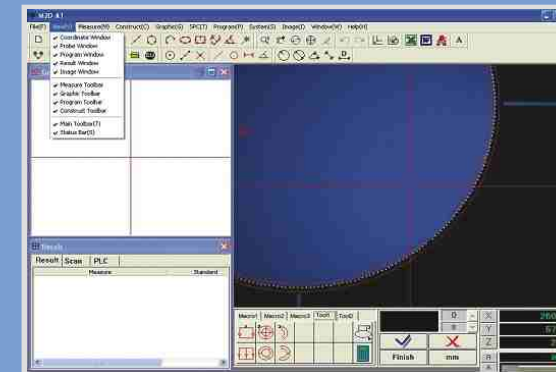 M2D A1
File(F) View(V) Measure(M) Construct(C) Graphic(G) SPC(T) Program(P) System(S) Image(I) Window(W) Help(H)
Coordinate Window
Probe Window
Program Window
Result Window
Image Window
Measure Toolbar
Graphic Toolbar
Program Toolbar
Construct Toolbar
Main Toolbar(T)
Status Bar(S)
Result
Result Scan PLC
Measure Standard
Macro1 Macro2 Macro3 Tool1 Tool2
0
0
Finish mm
X
Y
Z